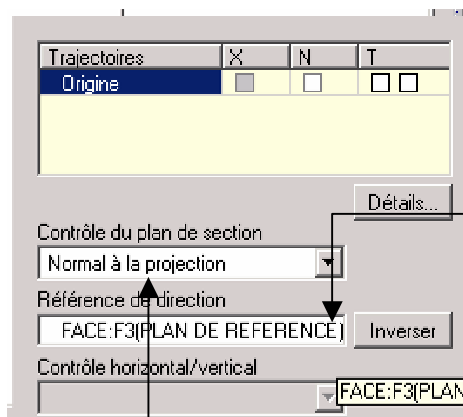 Trajectoires X N T
Origine
Détails...
Contrôle du plan de section
Normal à la projection
Référence de direction
FACE:F3(PLAN DE REFERENCE) Inverser
Contrôle horizontal/vertical
FACE:F3(PLAN